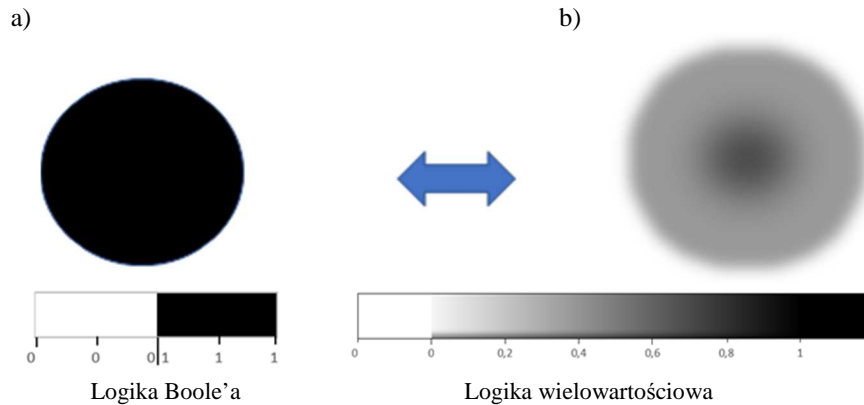 a) b)
0 0 0 1 1 1
0 0 0,2 0,4 0,6 0,8 1
Logika Boole’a Logika wielowartościowa